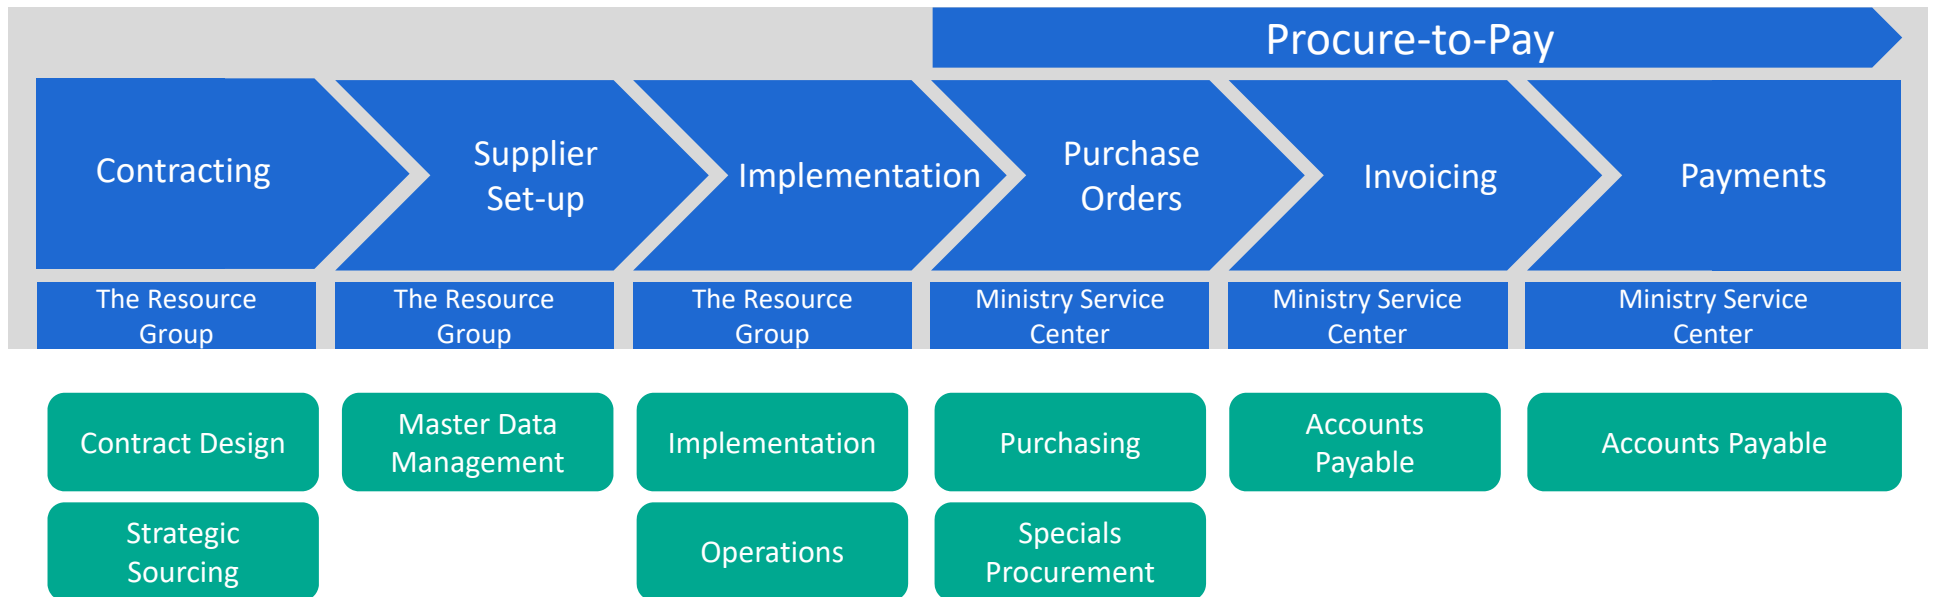 Procure-to-Pay
Contracting
Supplier
Set-up
Implementation
Purchase
Orders
Invoicing
Payments
The Resource
Group
The Resource
Group
The Resource
Group
Ministry Service
Center
Ministry Service
Center
Ministry Service
Center
Contract Design
Master Data
Management
Implementation
Purchasing
Accounts
Payable
Accounts Payable
Strategic
Sourcing
Operations
Specials
Procurement